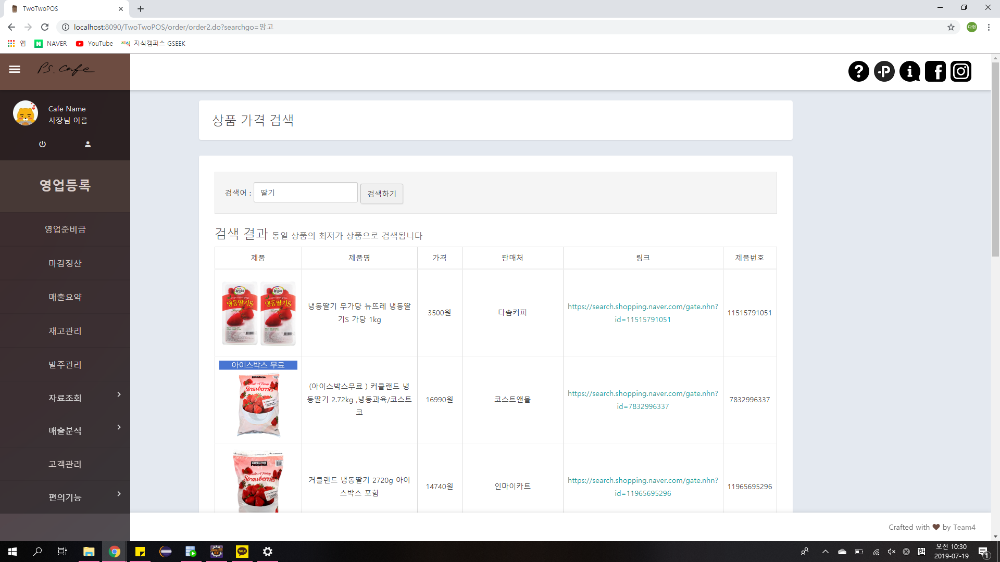 TwoTwoPOS
localhost:8090/TwoTwoPOS/order/order2.do?searchgo=망고
다현
앱 NAVER YouTube 지식캠퍼스 GSEEK
P.S. Cafe
Cafe Name
사장님 이름
영업등록
영업준비금
마감정산
매출요약
재고관리
발주관리
자료조회
매출분석
고객관리
편의기능
상품 가격 검색
검색어 : 딸기 검색하기
검색 결과 동일 상품의 최저가 상품으로 검색됩니다
제품 제품명 가격 판매처 링크 제품번호
뉴뜨레 뉴뜨레
냉동딸기S 냉동딸기S
냉동딸기 무가당 뉴뜨레 냉동딸
기S 가당 1kg
3500원
다솜커피
https://search.shopping.naver.com/gate.nhn?
id=11515791051
11515791051
아이스박스 무료
Strawberries
(아이스박스무료 ) 커클랜드 냉
동딸기 2.72kg ,냉동과육/코스트
코
16990원
코스트앤몰
https://search.shopping.naver.com/gate.nhn?
id=7832996337
7832996337
KIRKLAND
Strawberries
커클랜드 냉동딸기 2720g 아이
스박스 포함
14740원
인마이카트
https://search.shopping.naver.com/gate.nhn?
id=11965695296
11965695296
Crafted with by Team4
TALK
한
오전 10:30
2019-07-19
1